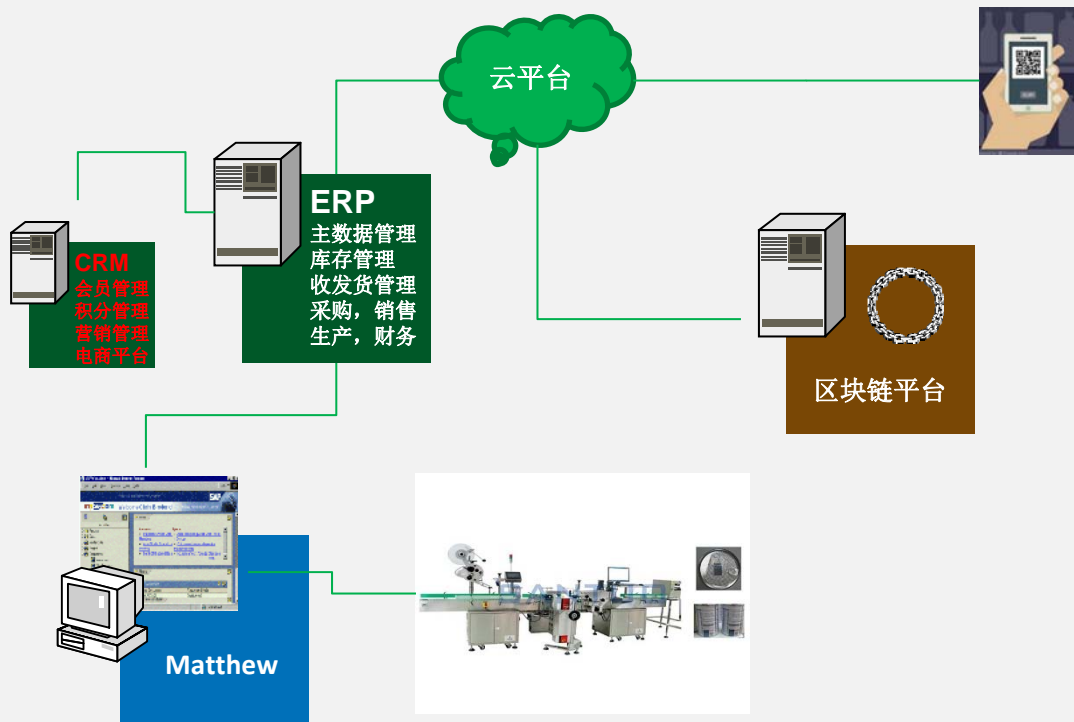 云平台
ERP
主数据管理
库存管理
收发货管理
采购，销售
生产，财务
CRM
会员管理
积分管理
营销管理
电商平台
区块链平台
Matthew